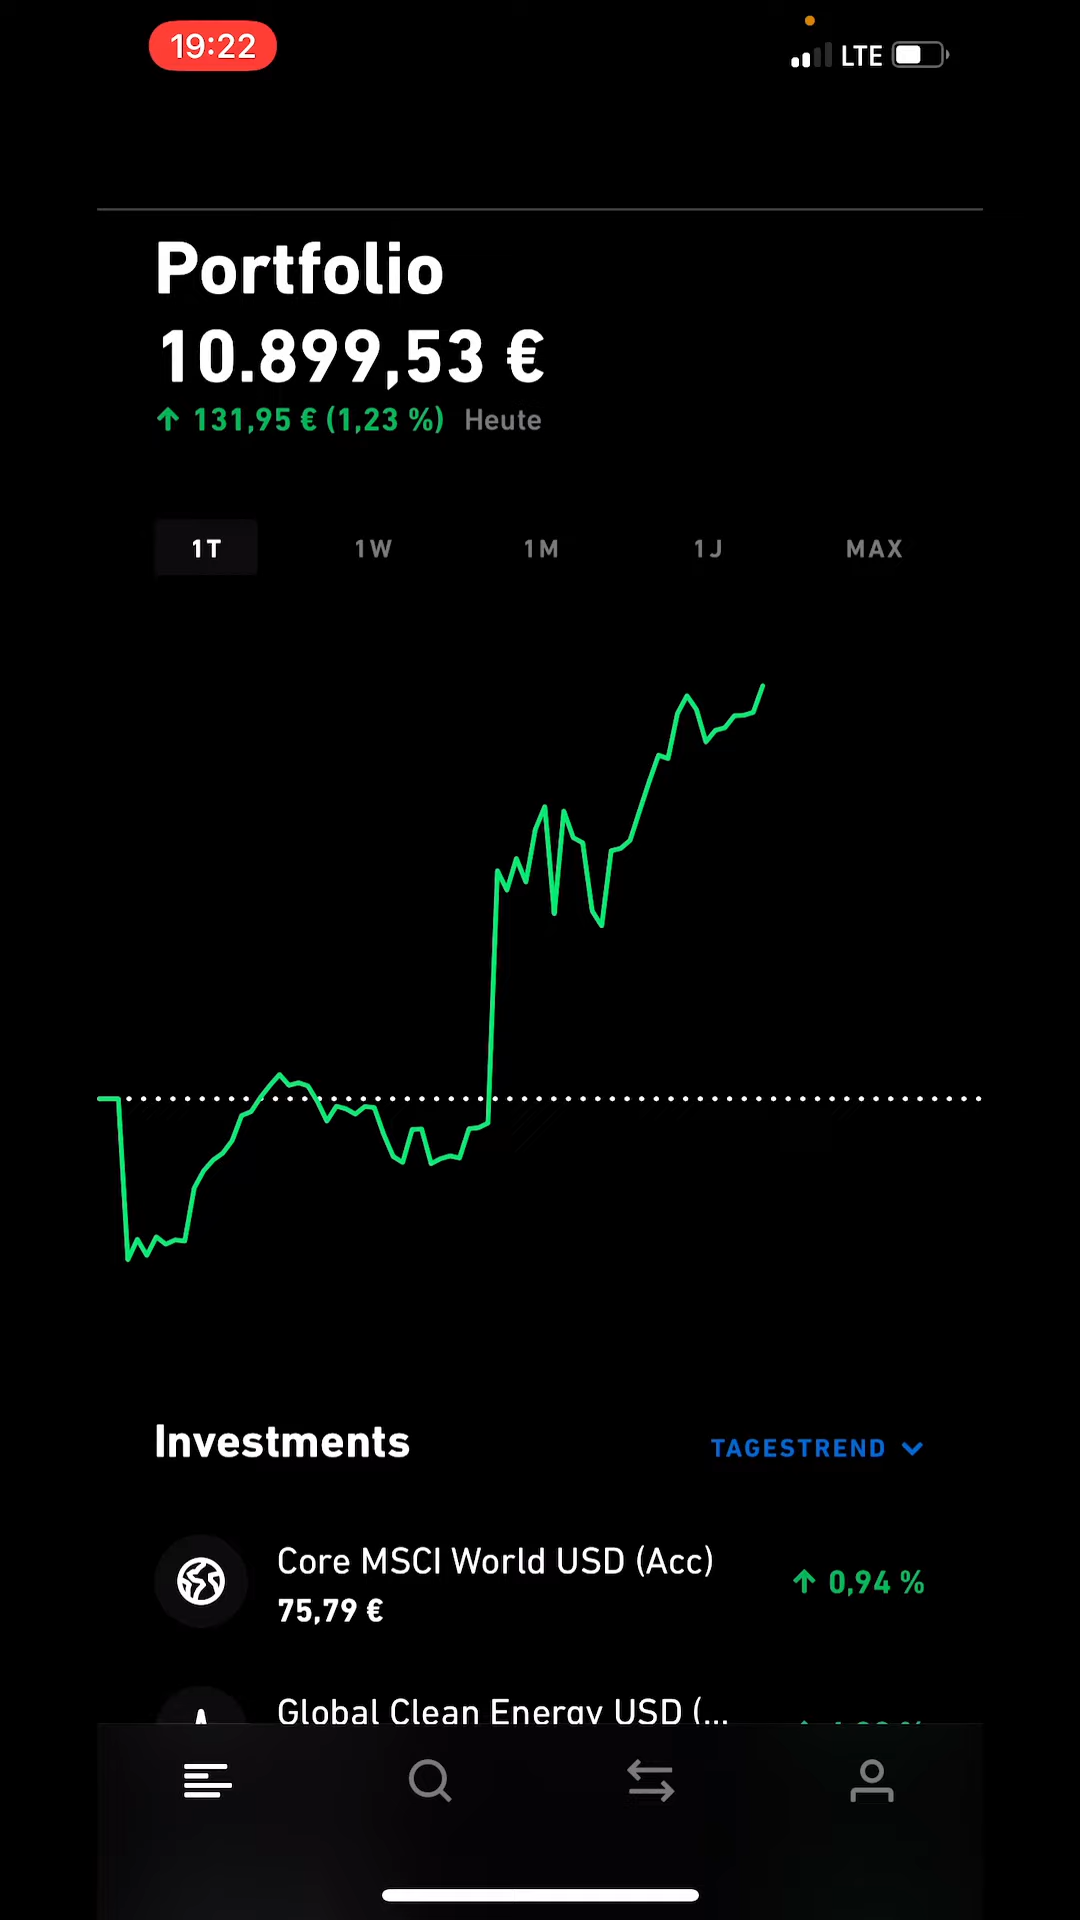 19:22
LTE
Portfolio
10.899,53 €
↑ 131,95 € (1,23 %) Heute
1T 1W 1M 1J MAX
Investments
TAGESTREND
Core MSCI World USD (Acc)
↑ 0,94 %
75,79 €
Global Clean Energy USD (...